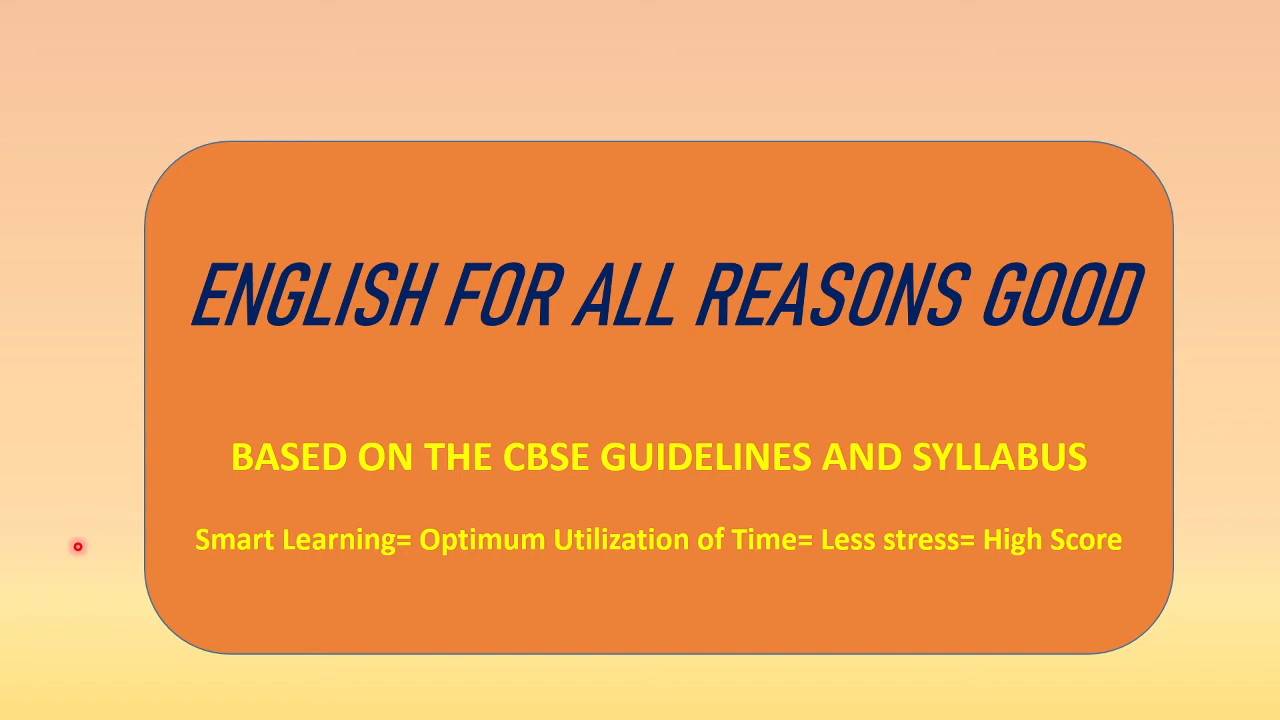 ENGLISH FOR ALL REASONS GOOD
BASED ON THE CBSE GUIDELINES AND SYLLABUS
Smart Learning= Optimum Utilization of Time= Less stress= High Score